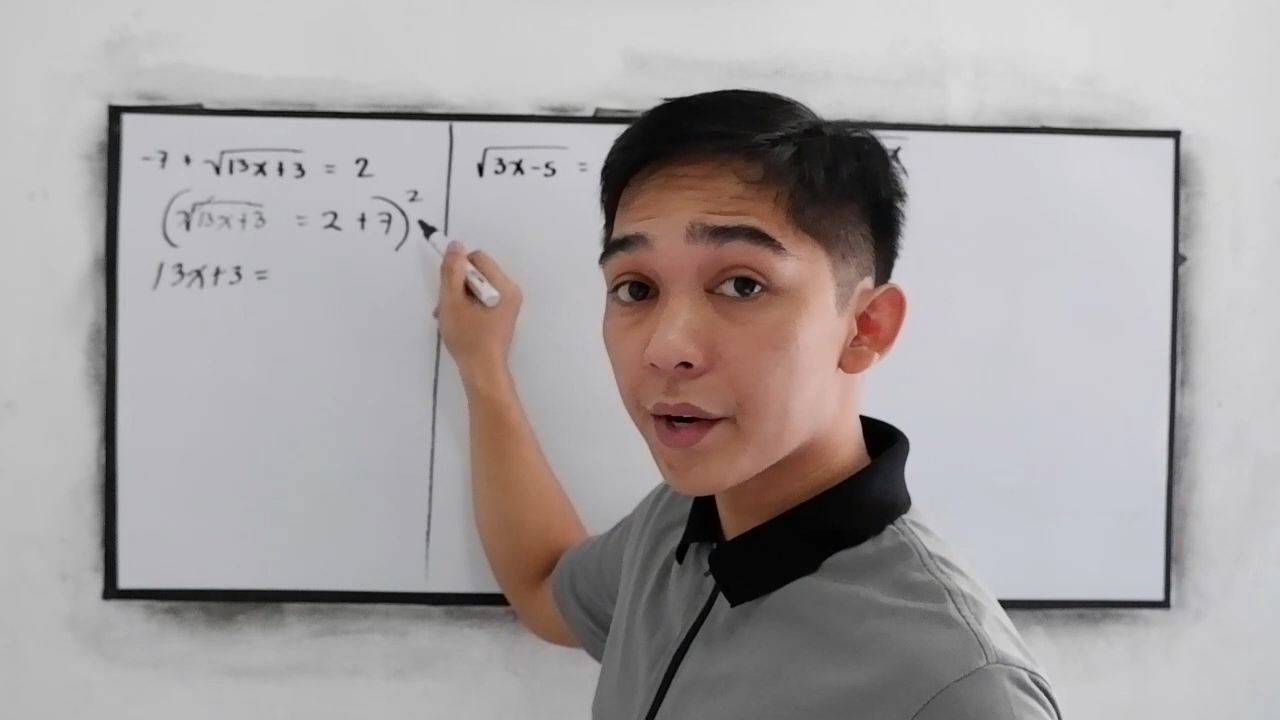 -7 + √13x+3 = 2
(√13x+3 = 2 + 7)²
13x+3 =
√3x-5 =
x